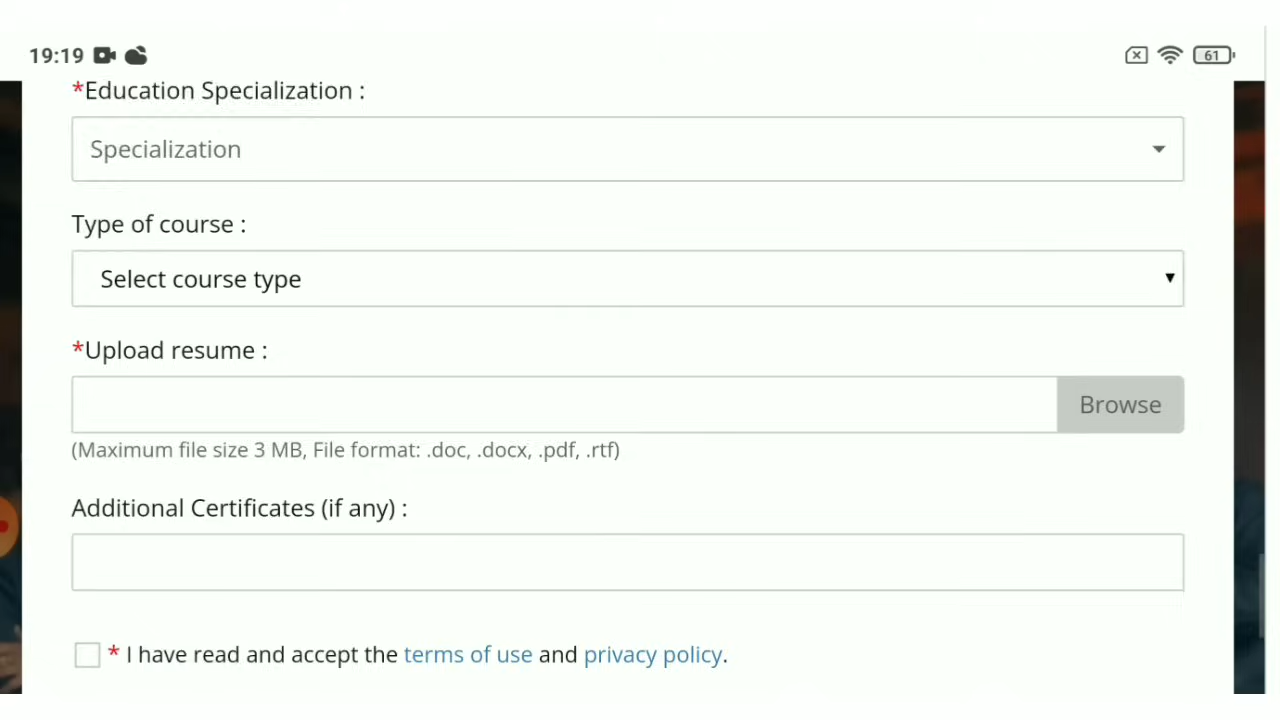 19:19
61
*Education Specialization :
Specialization
Type of course :
Select course type
*Upload resume :
Browse
(Maximum file size 3 MB, File format: .doc, .docx, .pdf, .rtf)
Additional Certificates (if any) :
* I have read and accept the terms of use and privacy policy.